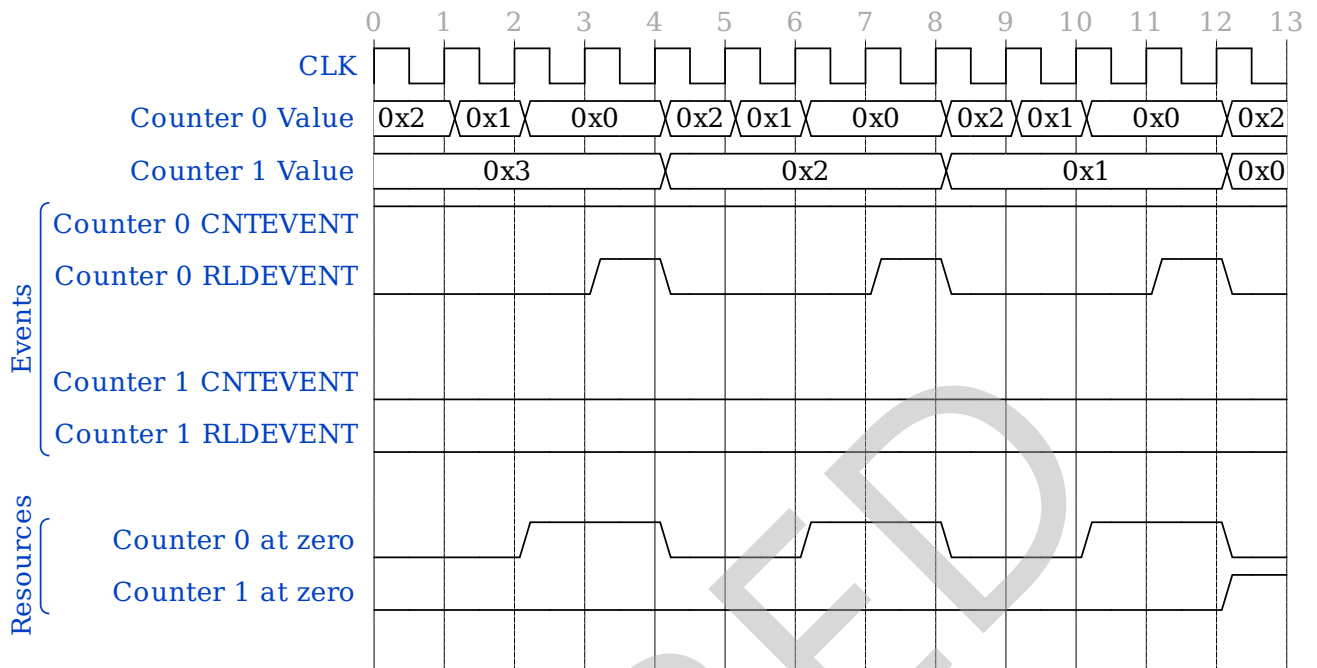 0 1 2 3 4 5 6 7 8 9 10 11 12 13
CLK
Counter 0 Value 0x2 0x1 0x0 0x2 0x1 0x0 0x2 0x1 0x0 0x2
Counter 1 Value 0x3 0x2 0x1 0x0
Events
Counter 0 CNTEVENT
Counter 0 RLDEVENT
Counter 1 CNTEVENT
Counter 1 RLDEVENT
Resources
Counter 0 at zero
Counter 1 at zero